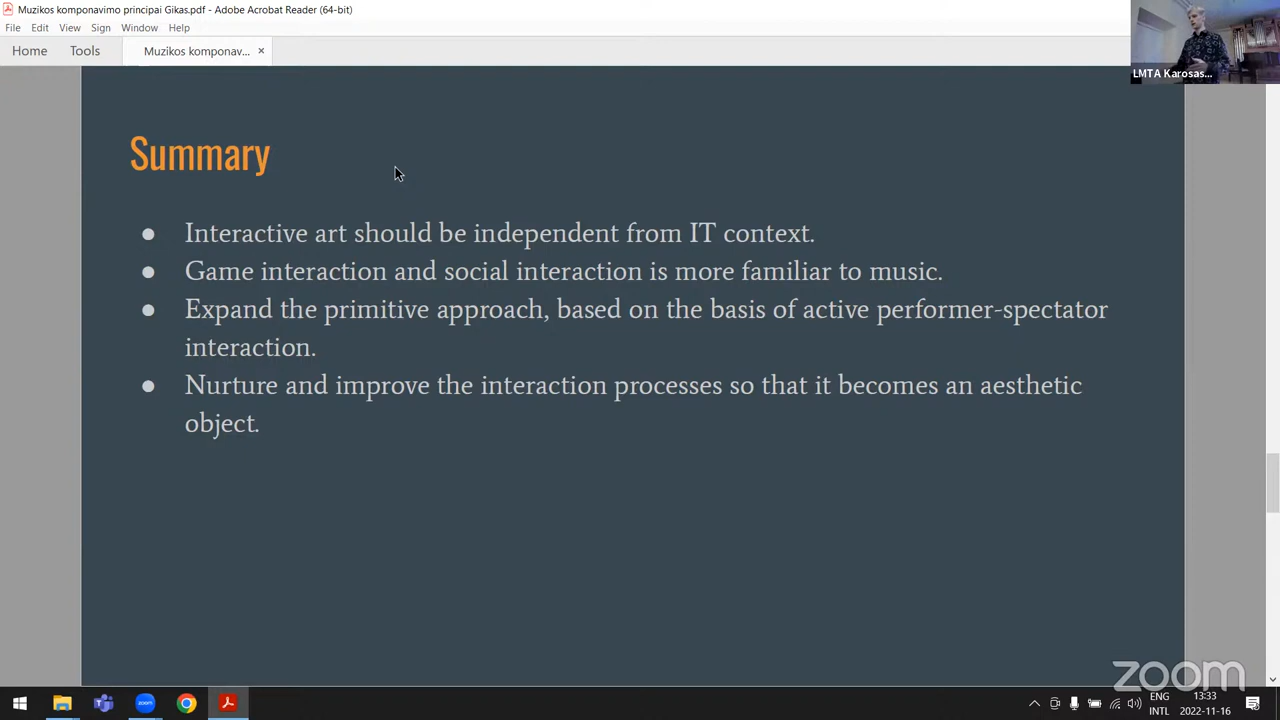 Muzikos komponavimo principai Gikas.pdf - Adobe Acrobat Reader (64-bit)
File Edit View Sign Window Help
Home Tools Muzikos komponav... ×
LMTA Karosas...
Summary
● Interactive art should be independent from IT context.
● Game interaction and social interaction is more familiar to music.
● Expand the primitive approach, based on the basis of active performer-spectator
interaction.
● Nurture and improve the interaction processes so that it becomes an aesthetic
object.
zoom
zoom
ENG 13:33
INTL 2022-11-16